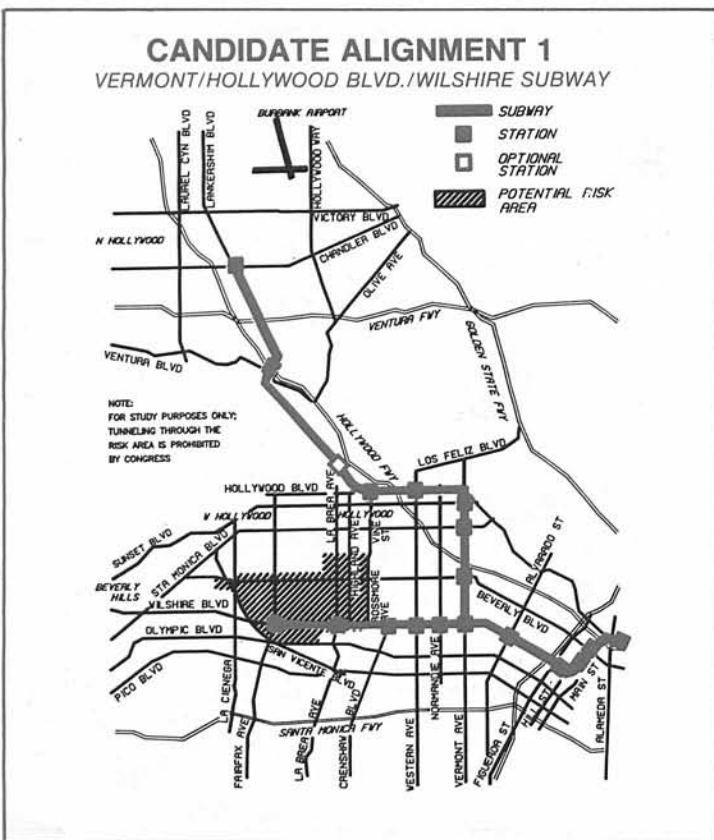 CANDIDATE ALIGNMENT 1
VERMONT/HOLLYWOOD BLVD./WILSHIRE SUBWAY
SUBWAY
STATION
OPTIONAL
STATION
POTENTIAL RISK
AREA
BURBANK AIRPORT
LAUREL CYN BLVD
LANKERSHIM BLVD
HOLLYWOOD WAY
VICTORY BLVD
N HOLLYWOOD
CHANDLER BLVD
OLIVE AVE
VENTURA FWY
GOLDEN STATE FWY
VENTURA BLVD
NOTE:
FOR STUDY PURPOSES ONLY;
TUNNELING THROUGH THE
RISK AREA IS PROHIBITED
BY CONGRESS
HOLLYWOOD FWY
LOS FELIZ BLVD
HOLLYWOOD BLVD
LA BREA AVE
W HOLLYWOOD
HOLLYWOOD
HIGHLAND AVE
VINE ST
ROSSMORE AVE
SUNSET BLVD
STA MONICA BLVD
BEVERLY
HILLS
WILSHIRE BLVD
OLYMPIC BLVD
PICO BLVD
SAN VICENTE BLVD
BEVERLY BLVD
ALVARADO ST
LA CIENEGA
FAIRFAX AVE
LA BREA AVE
SANTA MONICA FWY
CRENSHAW BLVD
WESTERN AVE
NORMANDIE AVE
VERMONT AVE
FIGUEROA ST
HILL ST
MAIN ST
ALAMEDA ST